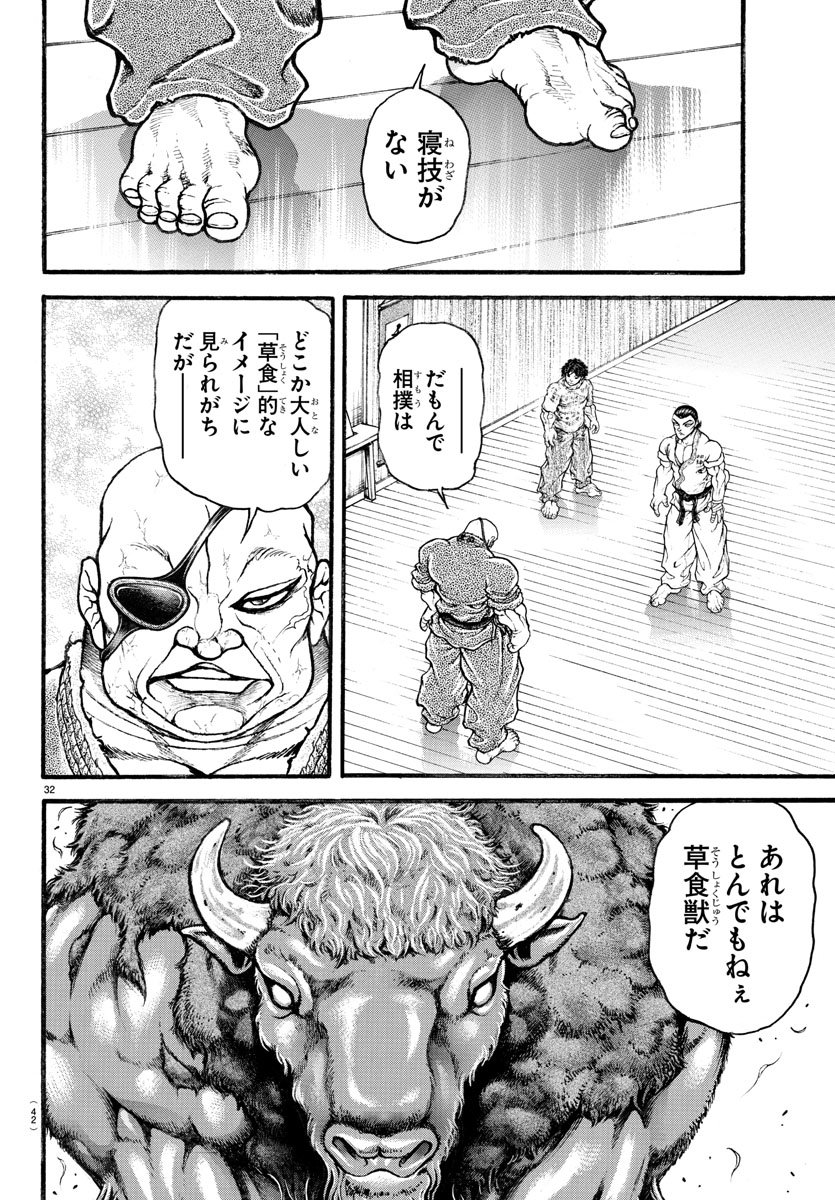 寝技が
ない
だもんで
相撲は
――
どこか大人しい
「草食」的な
イメージに
見られがち
だが――
32
あれは
とんでもねぇ
草食獣だ
(42)